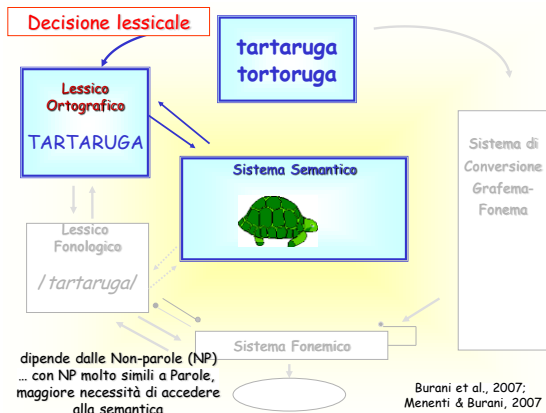 Decisione lessicale
tartaruga
tortoruga
Lessico
Ortografico
TARTARUGA
Sistema Semantico
Sistema di
Conversione
Grafema-
Fonema
Lessico
Fonologico
/tartaruga/
Sistema Fonemico
dipende dalle Non-parole (NP)
... con NP molto simili a Parole,
maggiore necessità di accedere
alla semantica
Burani et al., 2007;
Menenti & Burani, 2007